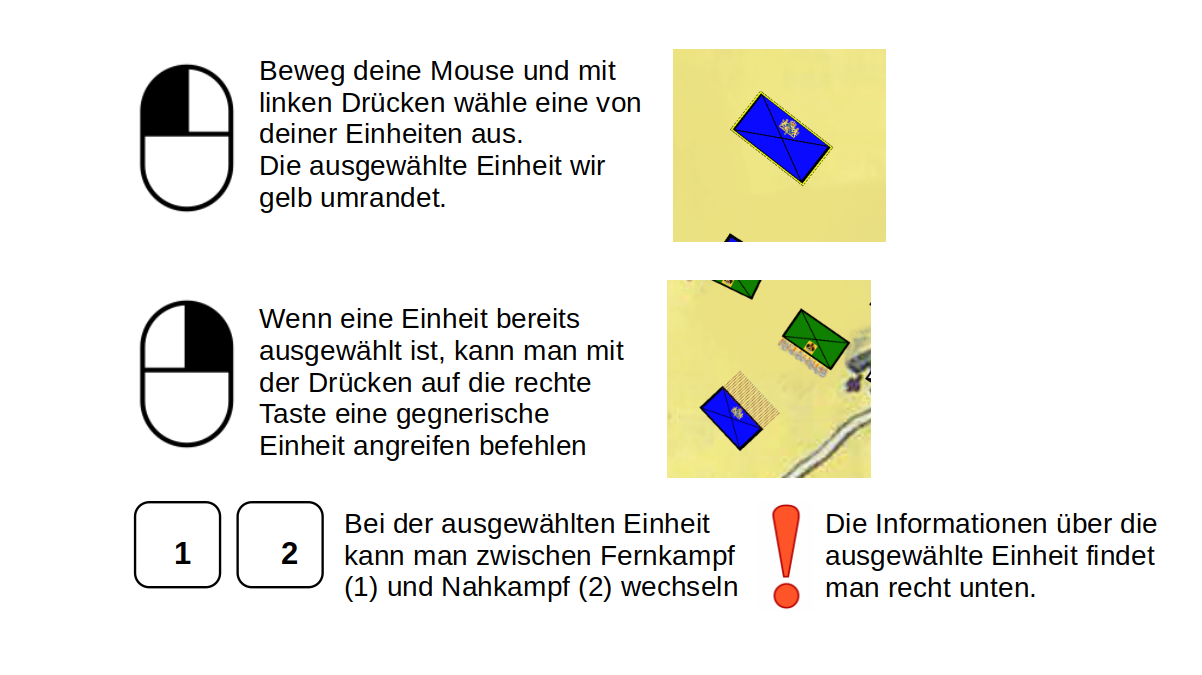 Beweg deine Mouse und mit
linken Drücken wähle eine von
deiner Einheiten aus.
Die ausgewählte Einheit wir
gelb umrandet.
Wenn eine Einheit bereits
ausgewählt ist, kann man mit
der Drücken auf die rechte
Taste eine gegnerische
Einheit angreifen befehlen
1 2
Bei der ausgewählten Einheit
kann man zwischen Fernkampf
(1) und Nahkampf (2) wechseln
Die Informationen über die
ausgewählte Einheit findet
man recht unten.